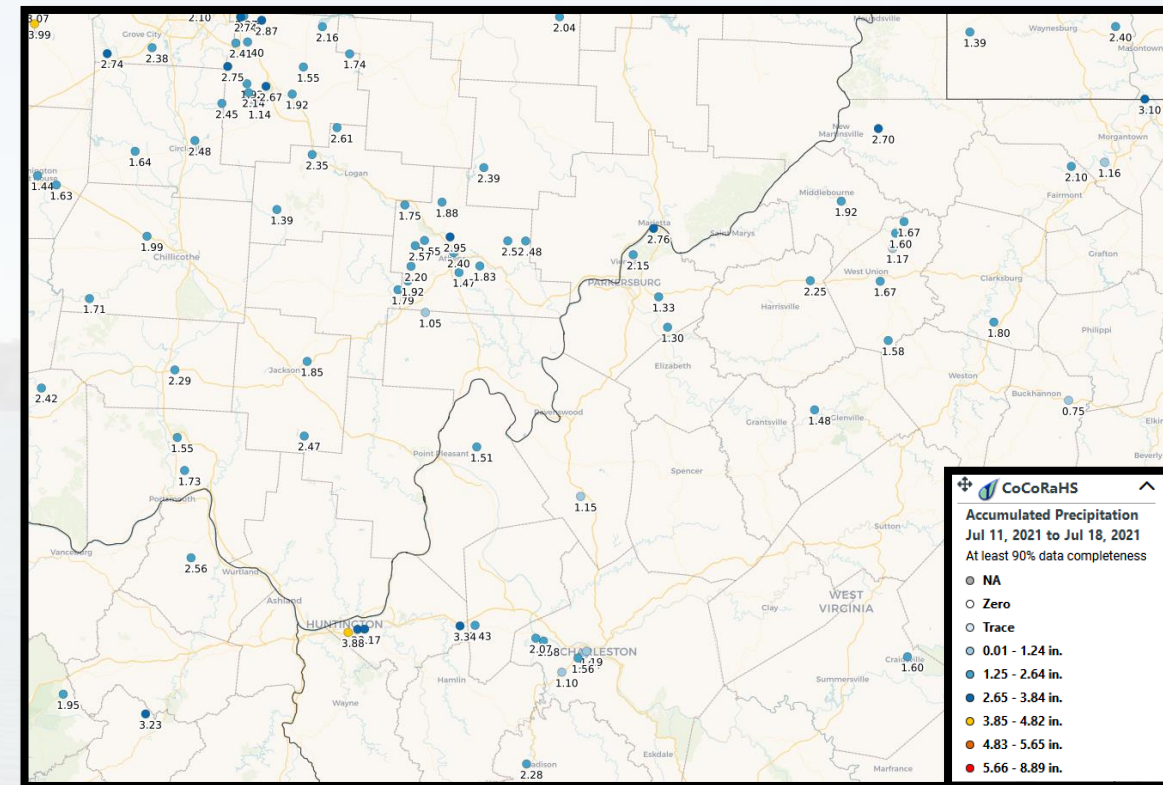 2.10
3.07
3.99
Grove City
2.74
2.87
2.16
2.04
Moundsville
1.39
Waynesburg
2.40
Masontown
2.74
2.38
2.41
.40
1.74
2.75
1.55
2.67
2.14
1.14
1.92
2.45
3.10
2.61
New
Martinsville
2.70
Morgantown
1.64
2.48
2.35
Logan
2.39
2.10
1.16
Fairmont
1.44
1.63
1.75
1.88
Middlebourne
1.92
1.39
Marietta
2.76
Saint Marys
1.67
1.60
1.17
1.99
Chillicothe
2.95
2.55
2.57
2.40
2.52
.48
2.15
Grafton
2.20
1.47
1.83
PARKERSBURG
West Union
Clarksburg
1.79
1.92
2.25
1.67
1.71
1.05
1.33
Harrisville
1.80
Philippi
1.30
1.58
Jackson
1.85
Elizabeth
2.29
Weston
2.42
Buckhannon
0.75
Ravenswood
1.48
Glenville
Grantsville
1.55
2.47
Point Pleasant
1.51
Beverly
1.73
Spencer
Portsmouth
1.15
Sutton
Vanceburg
2.56
Wurtland
Ashland
Clay
WEST
VIRGINIA
HUNTINGTON
3.88
.17
3.34
.43
2.07
CHARLESTON
1.56
1.10
1.60
Hamlin
Summersville
1.95
Wayne
3.23
Eskdale
Madison
2.28
Marfrance
CoCoRaHS
Accumulated Precipitation
Jul 11, 2021 to Jul 18, 2021
At least 90% data completeness
NA
Zero
Trace
0.01 - 1.24 in.
1.25 - 2.64 in.
2.65 - 3.84 in.
3.85 - 4.82 in.
4.83 - 5.65 in.
5.66 - 8.89 in.